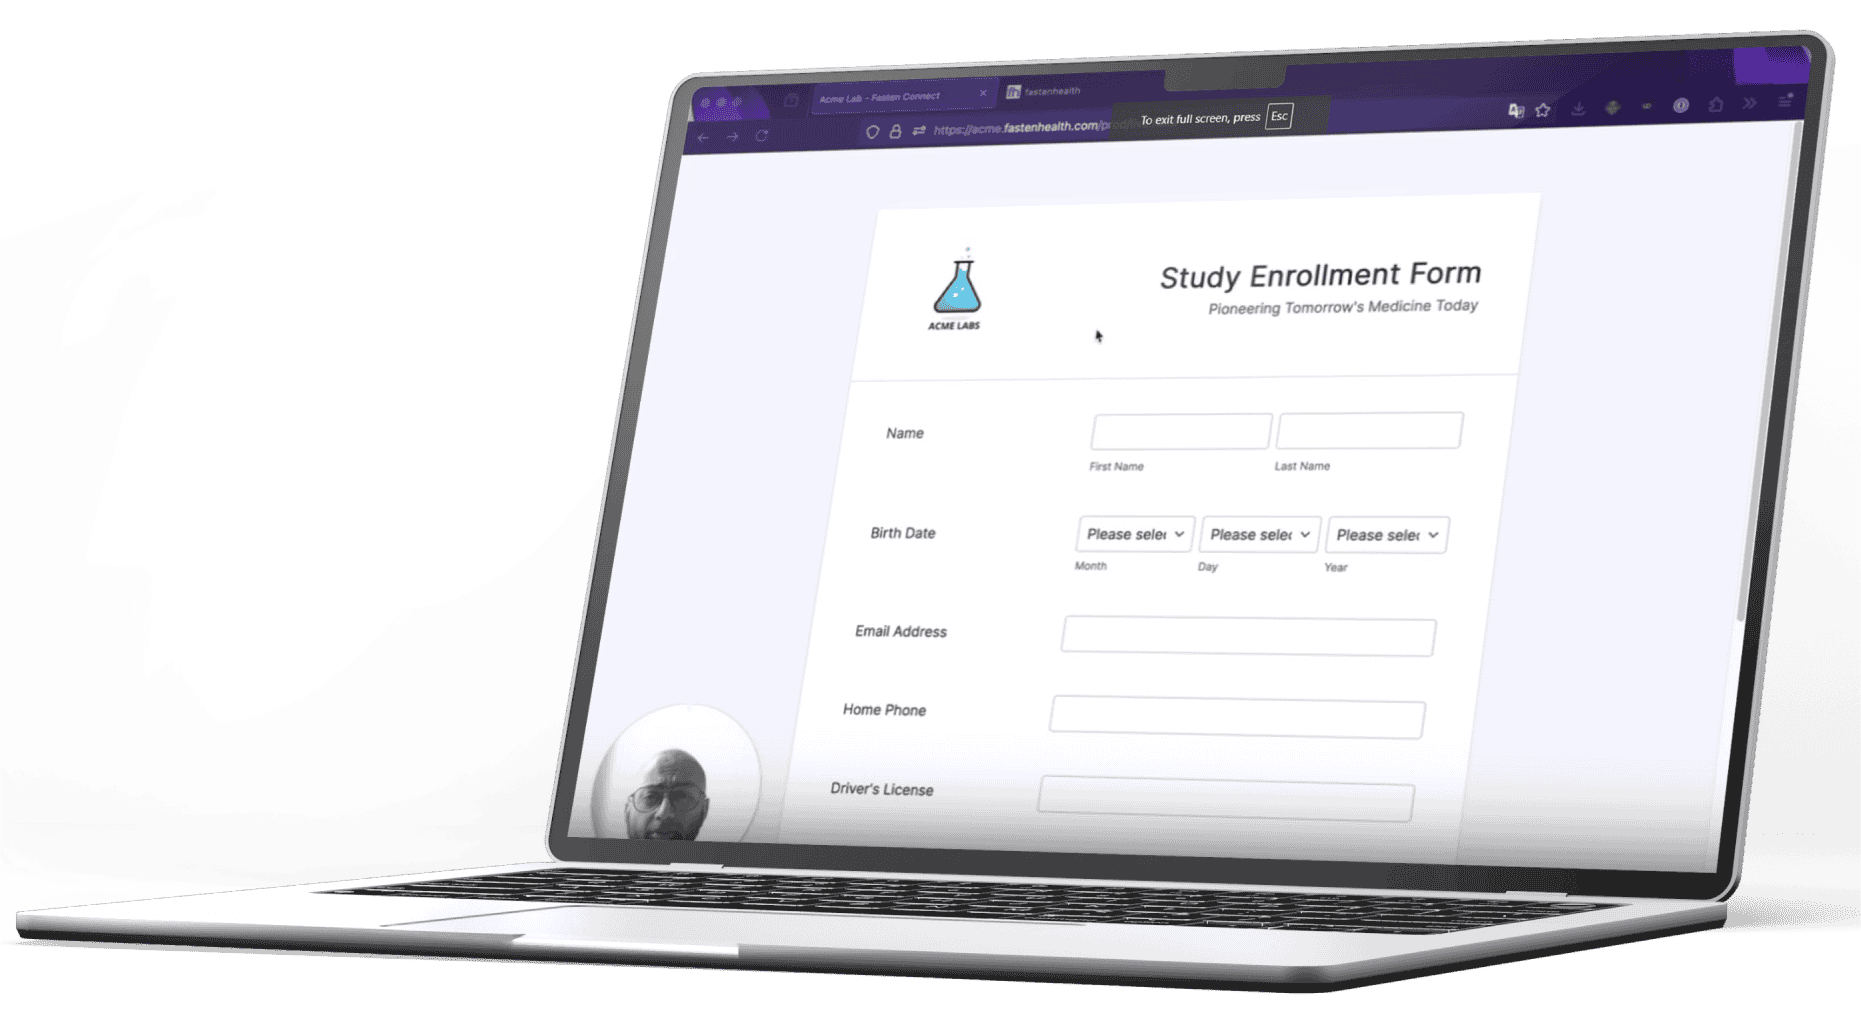 Acme Lab - Fasten Connect
fastenhealth
https://acme.fastenhealth.com/
To exit full screen, press Esc
ACME LABS
Study Enrollment Form
Pioneering Tomorrow's Medicine Today
Name
First Name
Last Name
Birth Date
Please selec
Please selec
Please selec
Month
Day
Year
Email Address
Home Phone
Driver's License